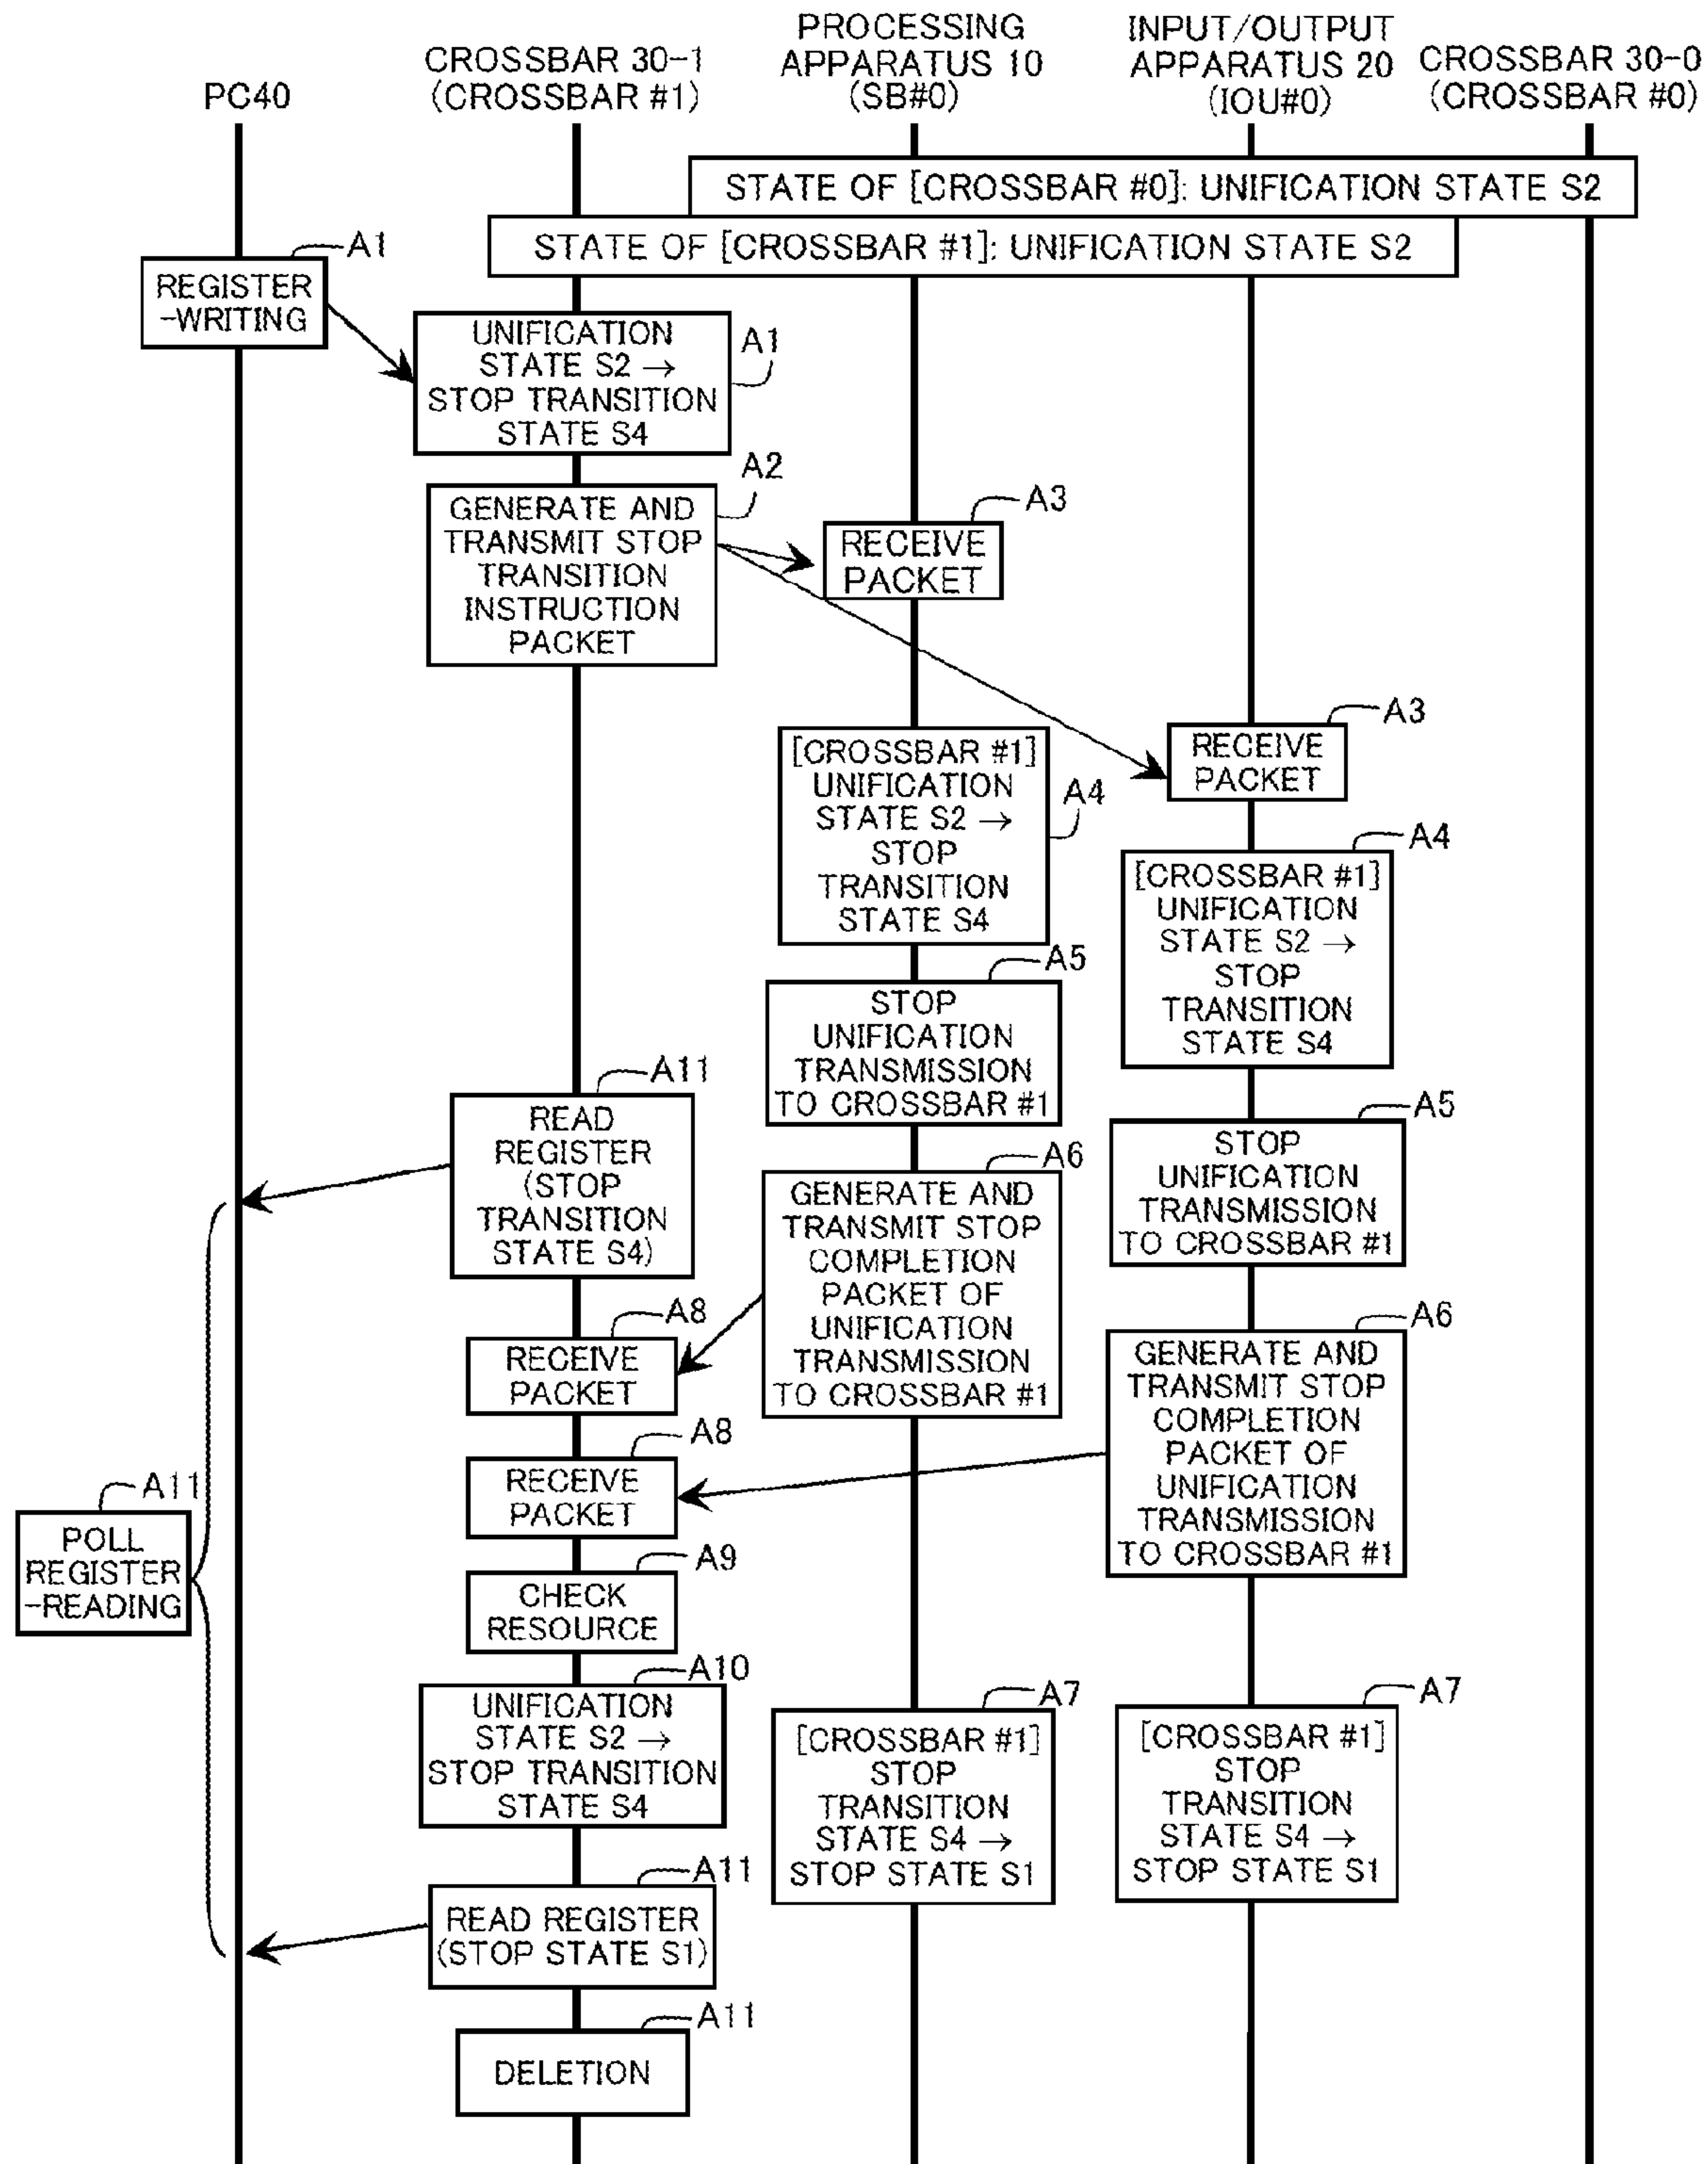 PC40
CROSSBAR 30-1
(CROSSBAR #1)
PROCESSING
APPARATUS 10
(SB#0)
INPUT/OUTPUT
APPARATUS 20
(IOU#0)
CROSSBAR 30-0
(CROSSBAR #0)
STATE OF [CROSSBAR #0]: UNIFICATION STATE S2
STATE OF [CROSSBAR #1]: UNIFICATION STATE S2
A1
REGISTER
-WRITING
A1
UNIFICATION
STATE S2 →
STOP TRANSITION
STATE S4
A2
GENERATE AND
TRANSMIT STOP
TRANSITION
INSTRUCTION
PACKET
A3
RECEIVE
PACKET
A3
RECEIVE
PACKET
A4
[CROSSBAR #1]
UNIFICATION
STATE S2 →
STOP
TRANSITION
STATE S4
A4
[CROSSBAR #1]
UNIFICATION
STATE S2 →
STOP
TRANSITION
STATE S4
A5
STOP
UNIFICATION
TRANSMISSION
TO CROSSBAR #1
A5
STOP
UNIFICATION
TRANSMISSION
TO CROSSBAR #1
A11
READ
REGISTER
(STOP
TRANSITION
STATE S4)
A6
GENERATE AND
TRANSMIT STOP
COMPLETION
PACKET OF
UNIFICATION
TRANSMISSION
TO CROSSBAR #1
A6
GENERATE AND
TRANSMIT STOP
COMPLETION
PACKET OF
UNIFICATION
TRANSMISSION
TO CROSSBAR #1
A8
RECEIVE
PACKET
A8
RECEIVE
PACKET
A11
POLL
REGISTER
-READING
A9
CHECK
RESOURCE
A10
UNIFICATION
STATE S2 →
STOP TRANSITION
STATE S4
A7
[CROSSBAR #1]
STOP
TRANSITION
STATE S4 →
STOP STATE S1
A7
[CROSSBAR #1]
STOP
TRANSITION
STATE S4 →
STOP STATE S1
A11
READ REGISTER
(STOP STATE S1)
A11
DELETION